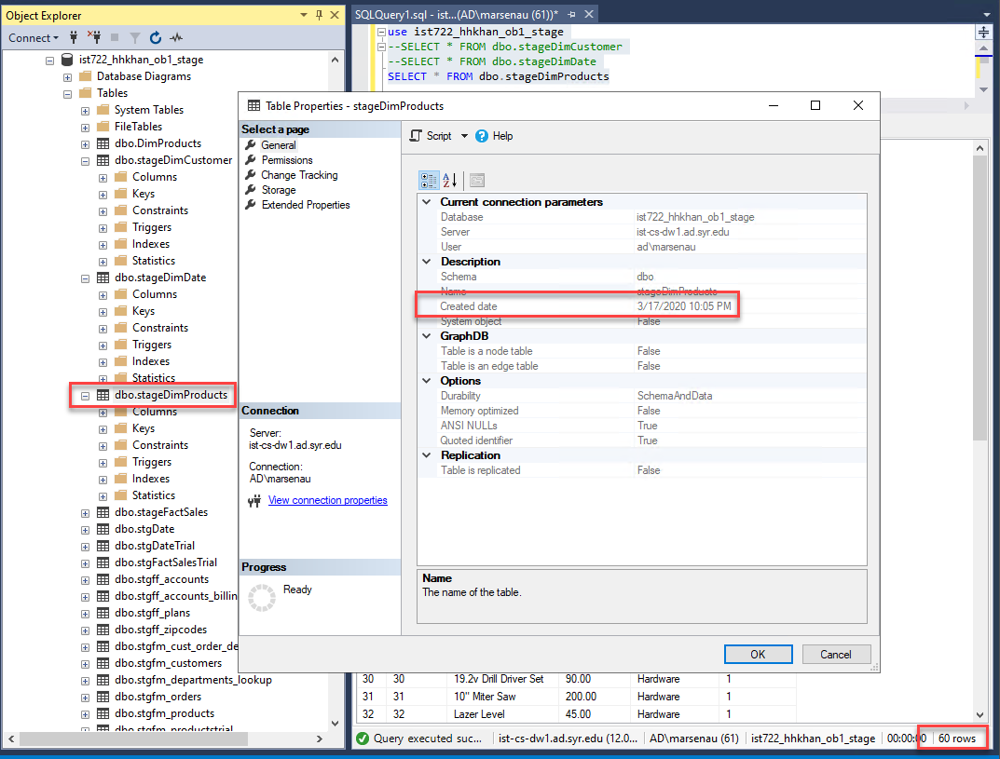 Object Explorer
Connect
ist722_hhkhan_ob1_stage
Database Diagrams
Tables
System Tables
FileTables
dbo.DimProducts
dbo.stageDimCustomer
Columns
Keys
Constraints
Triggers
Indexes
Statistics
dbo.stageDimDate
Columns
Keys
Constraints
Triggers
Indexes
Statistics
dbo.stageDimProducts
Columns
Keys
Constraints
Triggers
Indexes
Statistics
dbo.stageFactSales
dbo.stgDate
dbo.stgDateTrial
dbo.stgFactSalesTrial
dbo.stgff_accounts
dbo.stgff_accounts_billin
dbo.stgff_plans
dbo.stgff_zipcodes
dbo.stgfm_cust_order_de
dbo.stgfm_customers
dbo.stgfm_departments_lookup
dbo.stgfm_orders
dbo.stgfm_products
dbo.stgfm_productstrial
SQLQuery1.sql - ist...(AD\marsenau (61))*
use ist722_hhkhan_ob1_stage
--SELECT * FROM dbo.stageDimCustomer
--SELECT * FROM dbo.stageDimDate
SELECT * FROM dbo.stageDimProducts
Table Properties - stageDimProducts
Select a page
General
Permissions
Change Tracking
Storage
Extended Properties
Connection
Server:
ist-cs-dw1.ad.syr.edu
Connection:
AD\marsenau
View connection properties
Progress
Ready
Script Help
Current connection parameters
Database ist722_hhkhan_ob1_stage
Server ist-cs-dw1.ad.syr.edu
User ad\marsenau
Description
Schema dbo
Name stageDimProducts
Created date 3/17/2020 10:05 PM
System object False
GraphDB
Table is a node table False
Table is an edge table False
Options
Durability SchemaAndData
Memory optimized False
ANSI NULLs True
Quoted identifier True
Replication
Table is replicated False
Name
The name of the table.
OK Cancel
30 30 19.2v Drill Driver Set 90.00 Hardware 1
31 31 10" Miter Saw 200.00 Hardware 1
32 32 Lazer Level 45.00 Hardware 1
Query executed suc... ist-cs-dw1.ad.syr.edu (12.0... AD\marsenau (61) ist722_hhkhan_ob1_stage 00:00:00 60 rows